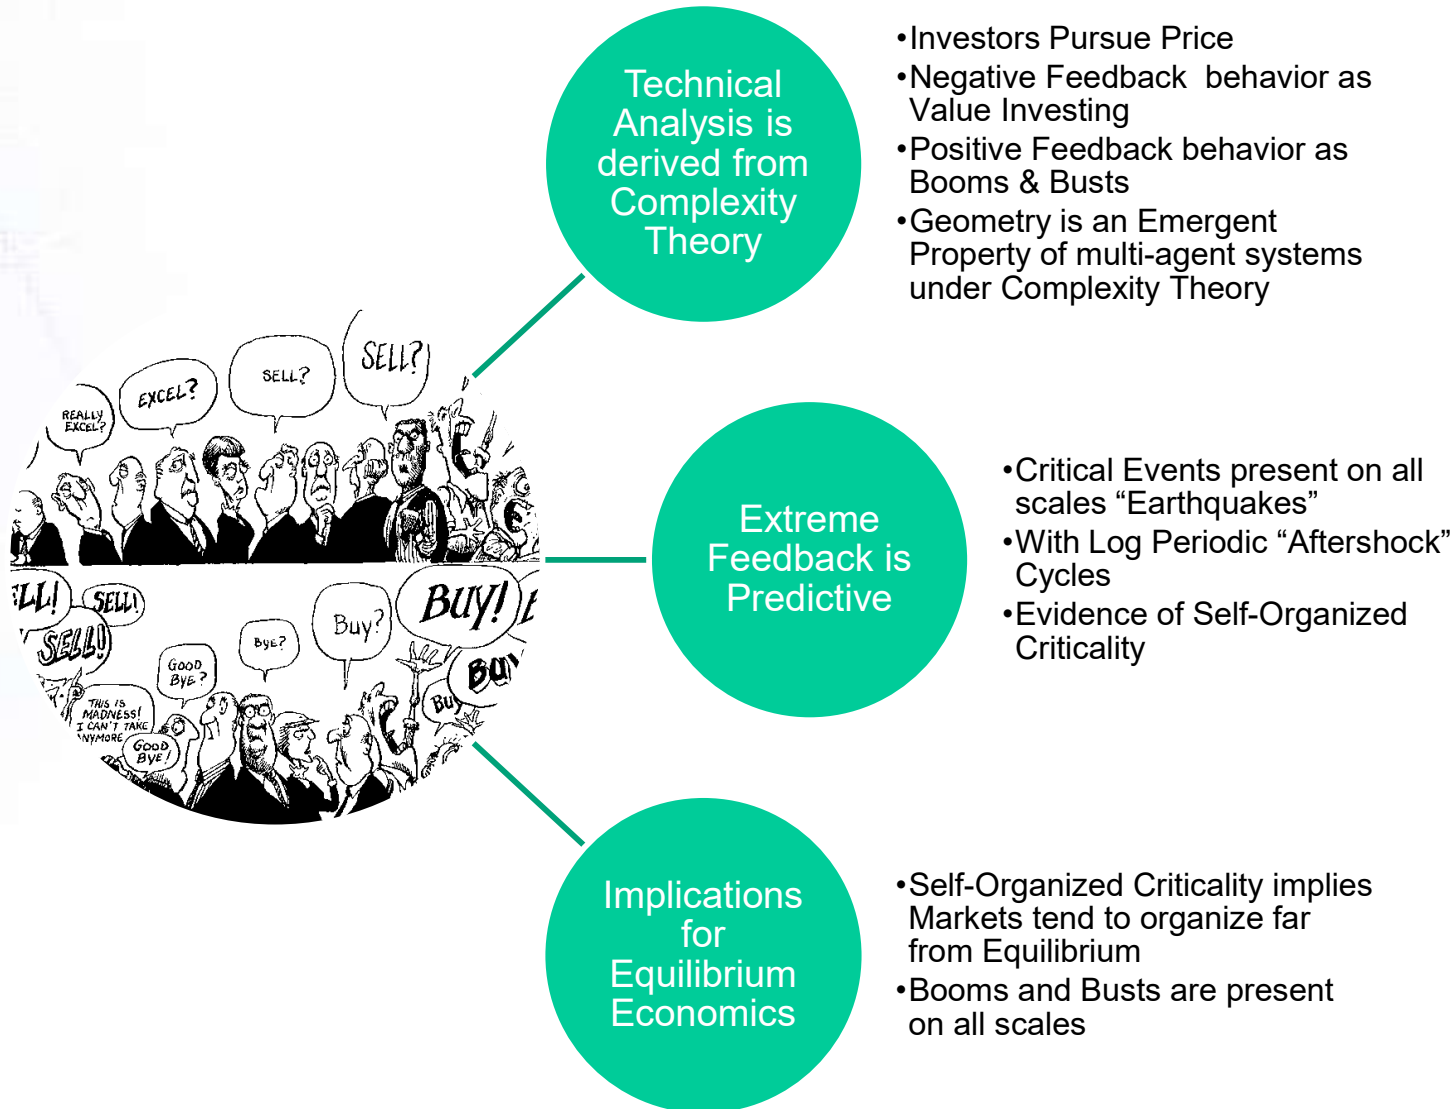 Technical
Analysis is
derived from
Complexity
Theory
•Investors Pursue Price
•Negative Feedback behavior as
Value Investing
•Positive Feedback behavior as
Booms & Busts
•Geometry is an Emergent
Property of multi-agent systems
under Complexity Theory
REALLY
EXCEL?
EXCEL?
SELL?
SELL?
Extreme
Feedback is
Predictive
•Critical Events present on all
scales “Earthquakes”
•With Log Periodic “Aftershock”
Cycles
•Evidence of Self-Organized
Criticality
ELL!
SELL!
SELL!
THIS IS
MADNESS!
I CAN'T TAKE
NYMORE
GOOD
BYE!
GOOD
BYE?
BYE?
Buy?
BUY!
BUY
Buy
Implications
for
Equilibrium
Economics
•Self-Organized Criticality implies
Markets tend to organize far
from Equilibrium
•Booms and Busts are present
on all scales